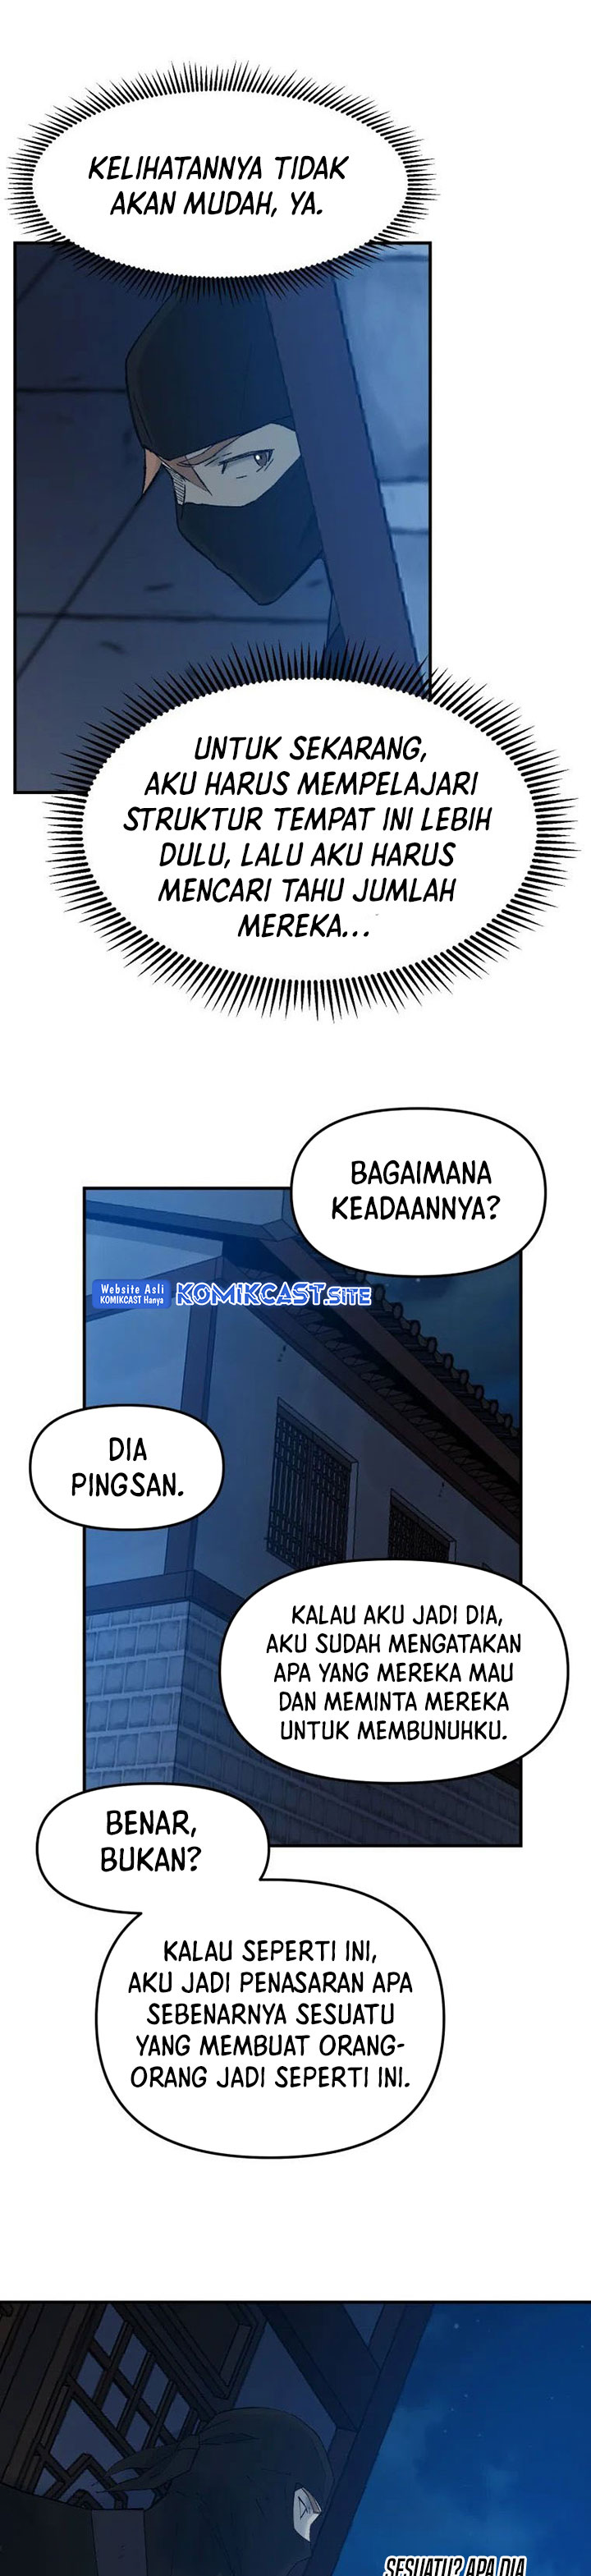 KELIHATANNYA TIDAK
AKAN MUDAH, YA.
UNTUK SEKARANG,
AKU HARUS MEMPELAJARI
STRUKTUR TEMPAT INI LEBIH
DULU, LALU AKU HARUS
MENCARI TAHU JUMLAH
MEREKA...
BAGAIMANA
KEADAANNYA?
Website Asli
KOMIKCAST Hanya
KOMIKCAST.SITE
DIA
PINGSAN.
KALAU AKU JADI DIA,
AKU SUDAH MENGATAKAN
APA YANG MEREKA MAU
DAN MEMINTA MEREKA
UNTUK MEMBUNUHKU.
BENAR,
BUKAN?
KALAU SEPERTI INI,
AKU JADI PENASARAN APA
SEBENARNYA SESUATU
YANG MEMBUAT ORANG-
ORANG JADI SEPERTI INI.
SESUATU? APA DIA